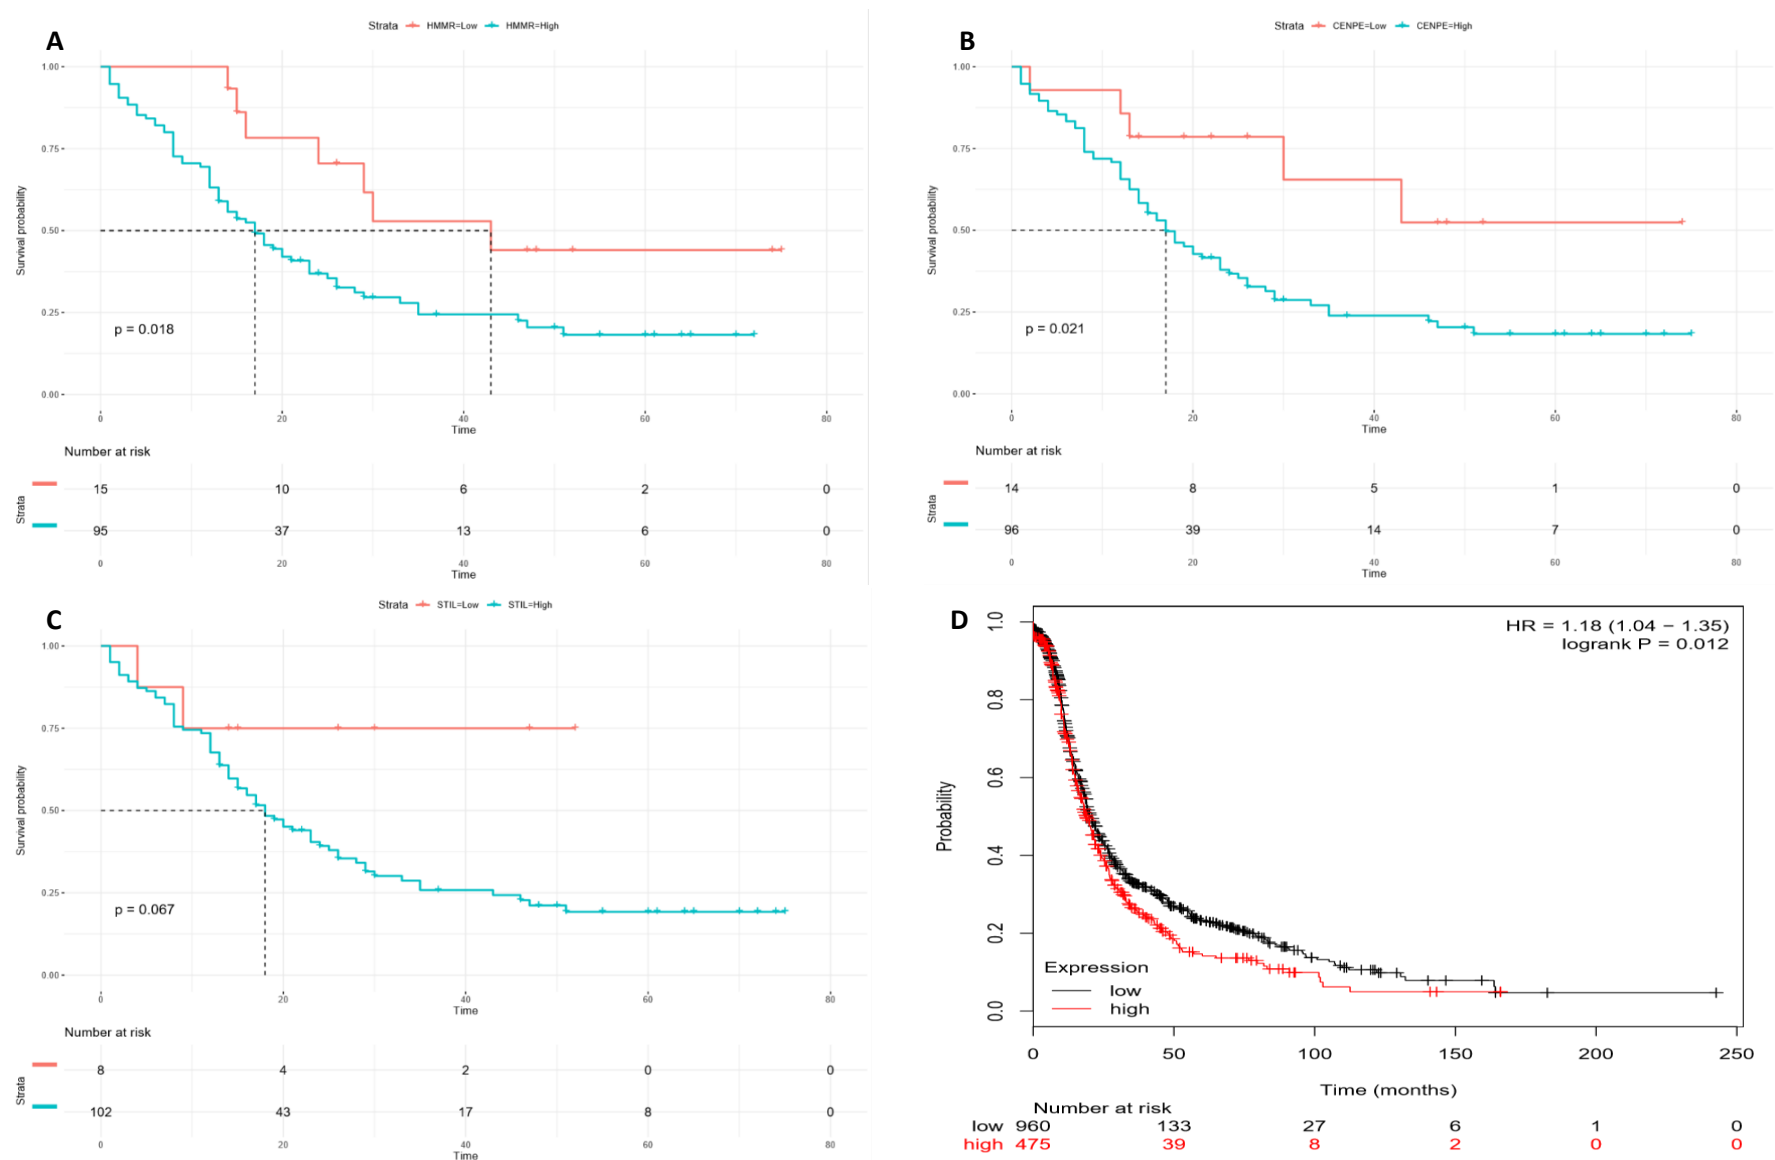 A
Strata HMMR=Low HMMR=High
1.00
0.75
0.50
0.25
0.00
Survival probability
p = 0.018
0 20 40 60 80
Time
Number at risk
Strata
15 10 6 2 0
95 37 13 6 0
0 20 40 60 80
Time
B
Strata CENPE=Low CENPE=High
1.00
0.75
0.50
0.25
0.00
Survival probability
p = 0.021
0 20 40 60 80
Time
Number at risk
Strata
14 8 5 1 0
96 39 14 7 0
0 20 40 60 80
Time
C
Strata STIL=Low STIL=High
1.00
0.75
0.50
0.25
0.00
Survival probability
p = 0.067
0 20 40 60 80
Time
Number at risk
Strata
8 4 2 0 0
102 43 17 8 0
0 20 40 60 80
Time
D
HR = 1.18 (1.04 − 1.35)
logrank P = 0.012
1.0
0.8
0.6
0.4
0.2
0.0
Probability
Expression
low
high
0 50 100 150 200 250
Time (months)
Number at risk
low 960 133 27 6 1 0
high 475 39 8 2 0 0